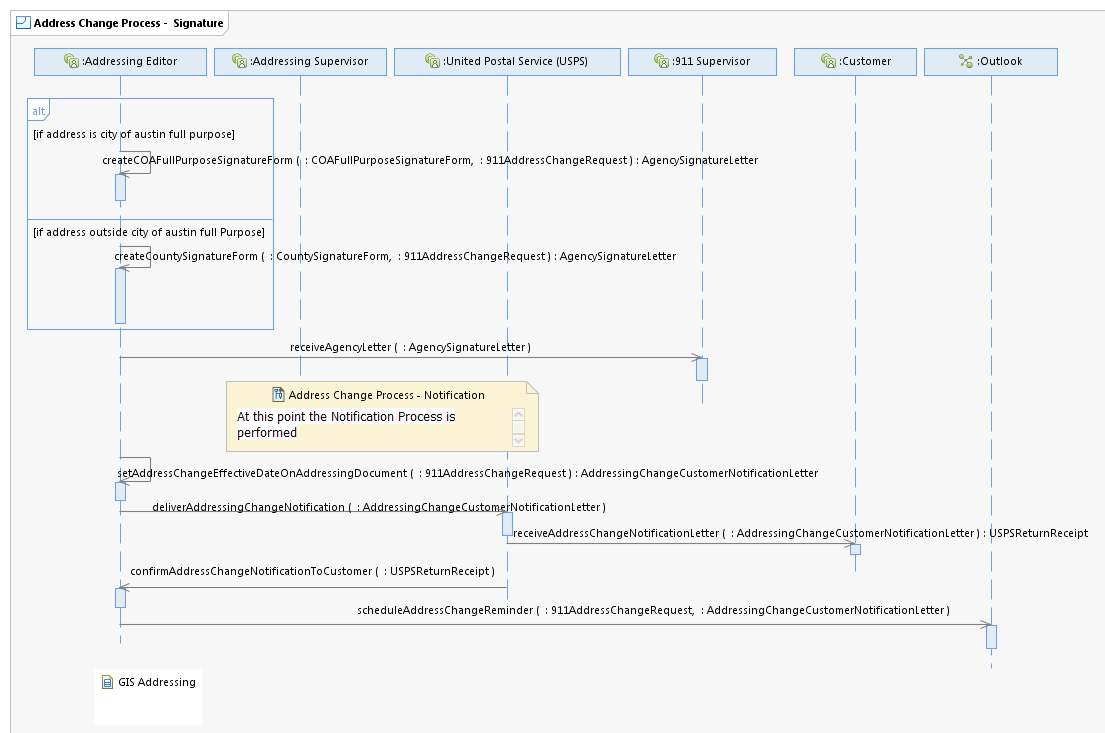 Address Change Process -  Signature
:Addressing Editor
:Addressing Supervisor
:United Postal Service (USPS)
:911 Supervisor
:Customer
:Outlook
alt
[if address is city of austin full purpose]
createCOAFullPurposeSignatureForm ( : COAFullPurposeSignatureForm, : 911AddressChangeRequest ) : AgencySignatureLetter
[if address outside city of austin full Purpose]
createCountySignatureForm ( : CountySignatureForm, : 911AddressChangeRequest ) : AgencySignatureLetter
receiveAgencyLetter ( : AgencySignatureLetter )
Address Change Process - Notification
At this point the Notification Process is
performed
setAddressChangeEffectiveDateOnAddressingDocument ( : 911AddressChangeRequest ) : AddressingChangeCustomerNotificationLetter
deliverAddressingChangeNotification ( : AddressingChangeCustomerNotificationLetter )
receiveAddressChangeNotificationLetter ( : AddressingChangeCustomerNotificationLetter ) : USPSReturnReceipt
confirmAddressChangeNotificationToCustomer ( : USPSReturnReceipt )
scheduleAddressChangeReminder ( : 911AddressChangeRequest, : AddressingChangeCustomerNotificationLetter )
GIS Addressing